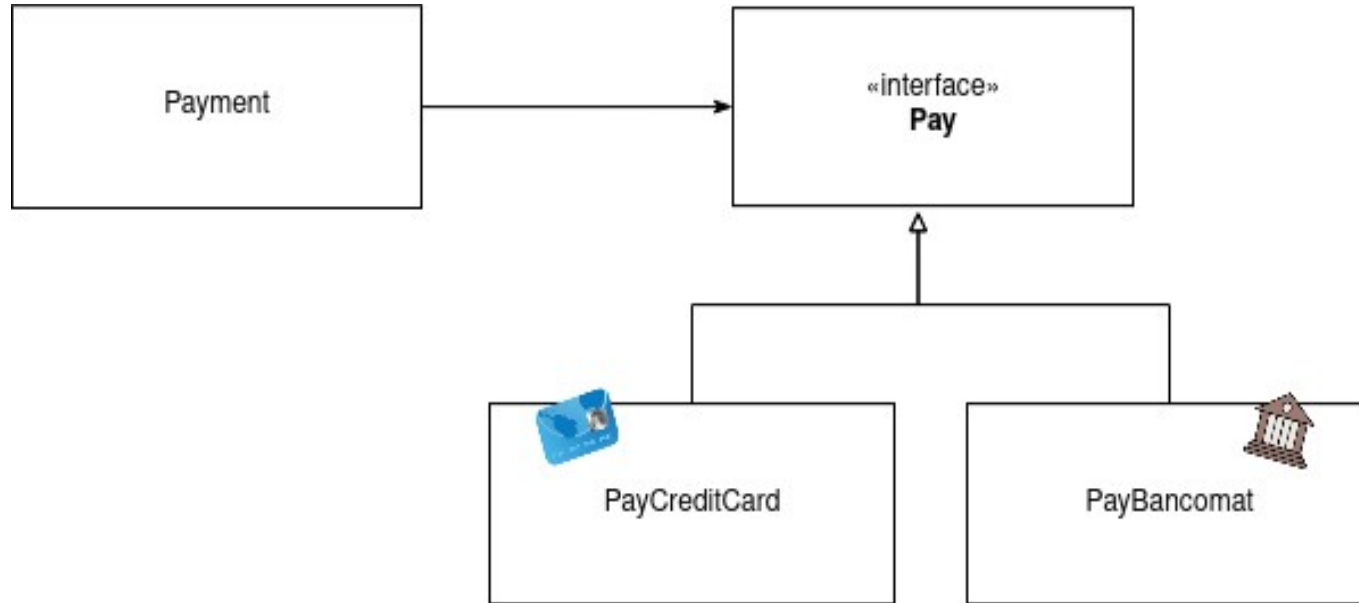 Payment
«interface»
Pay
PayCreditCard
PayBancomat